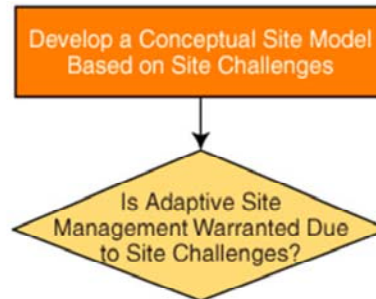 Develop a Conceptual Site Model
Based on Site Challenges
Is Adaptive Site
Management Warranted Due
to Site Challenges?